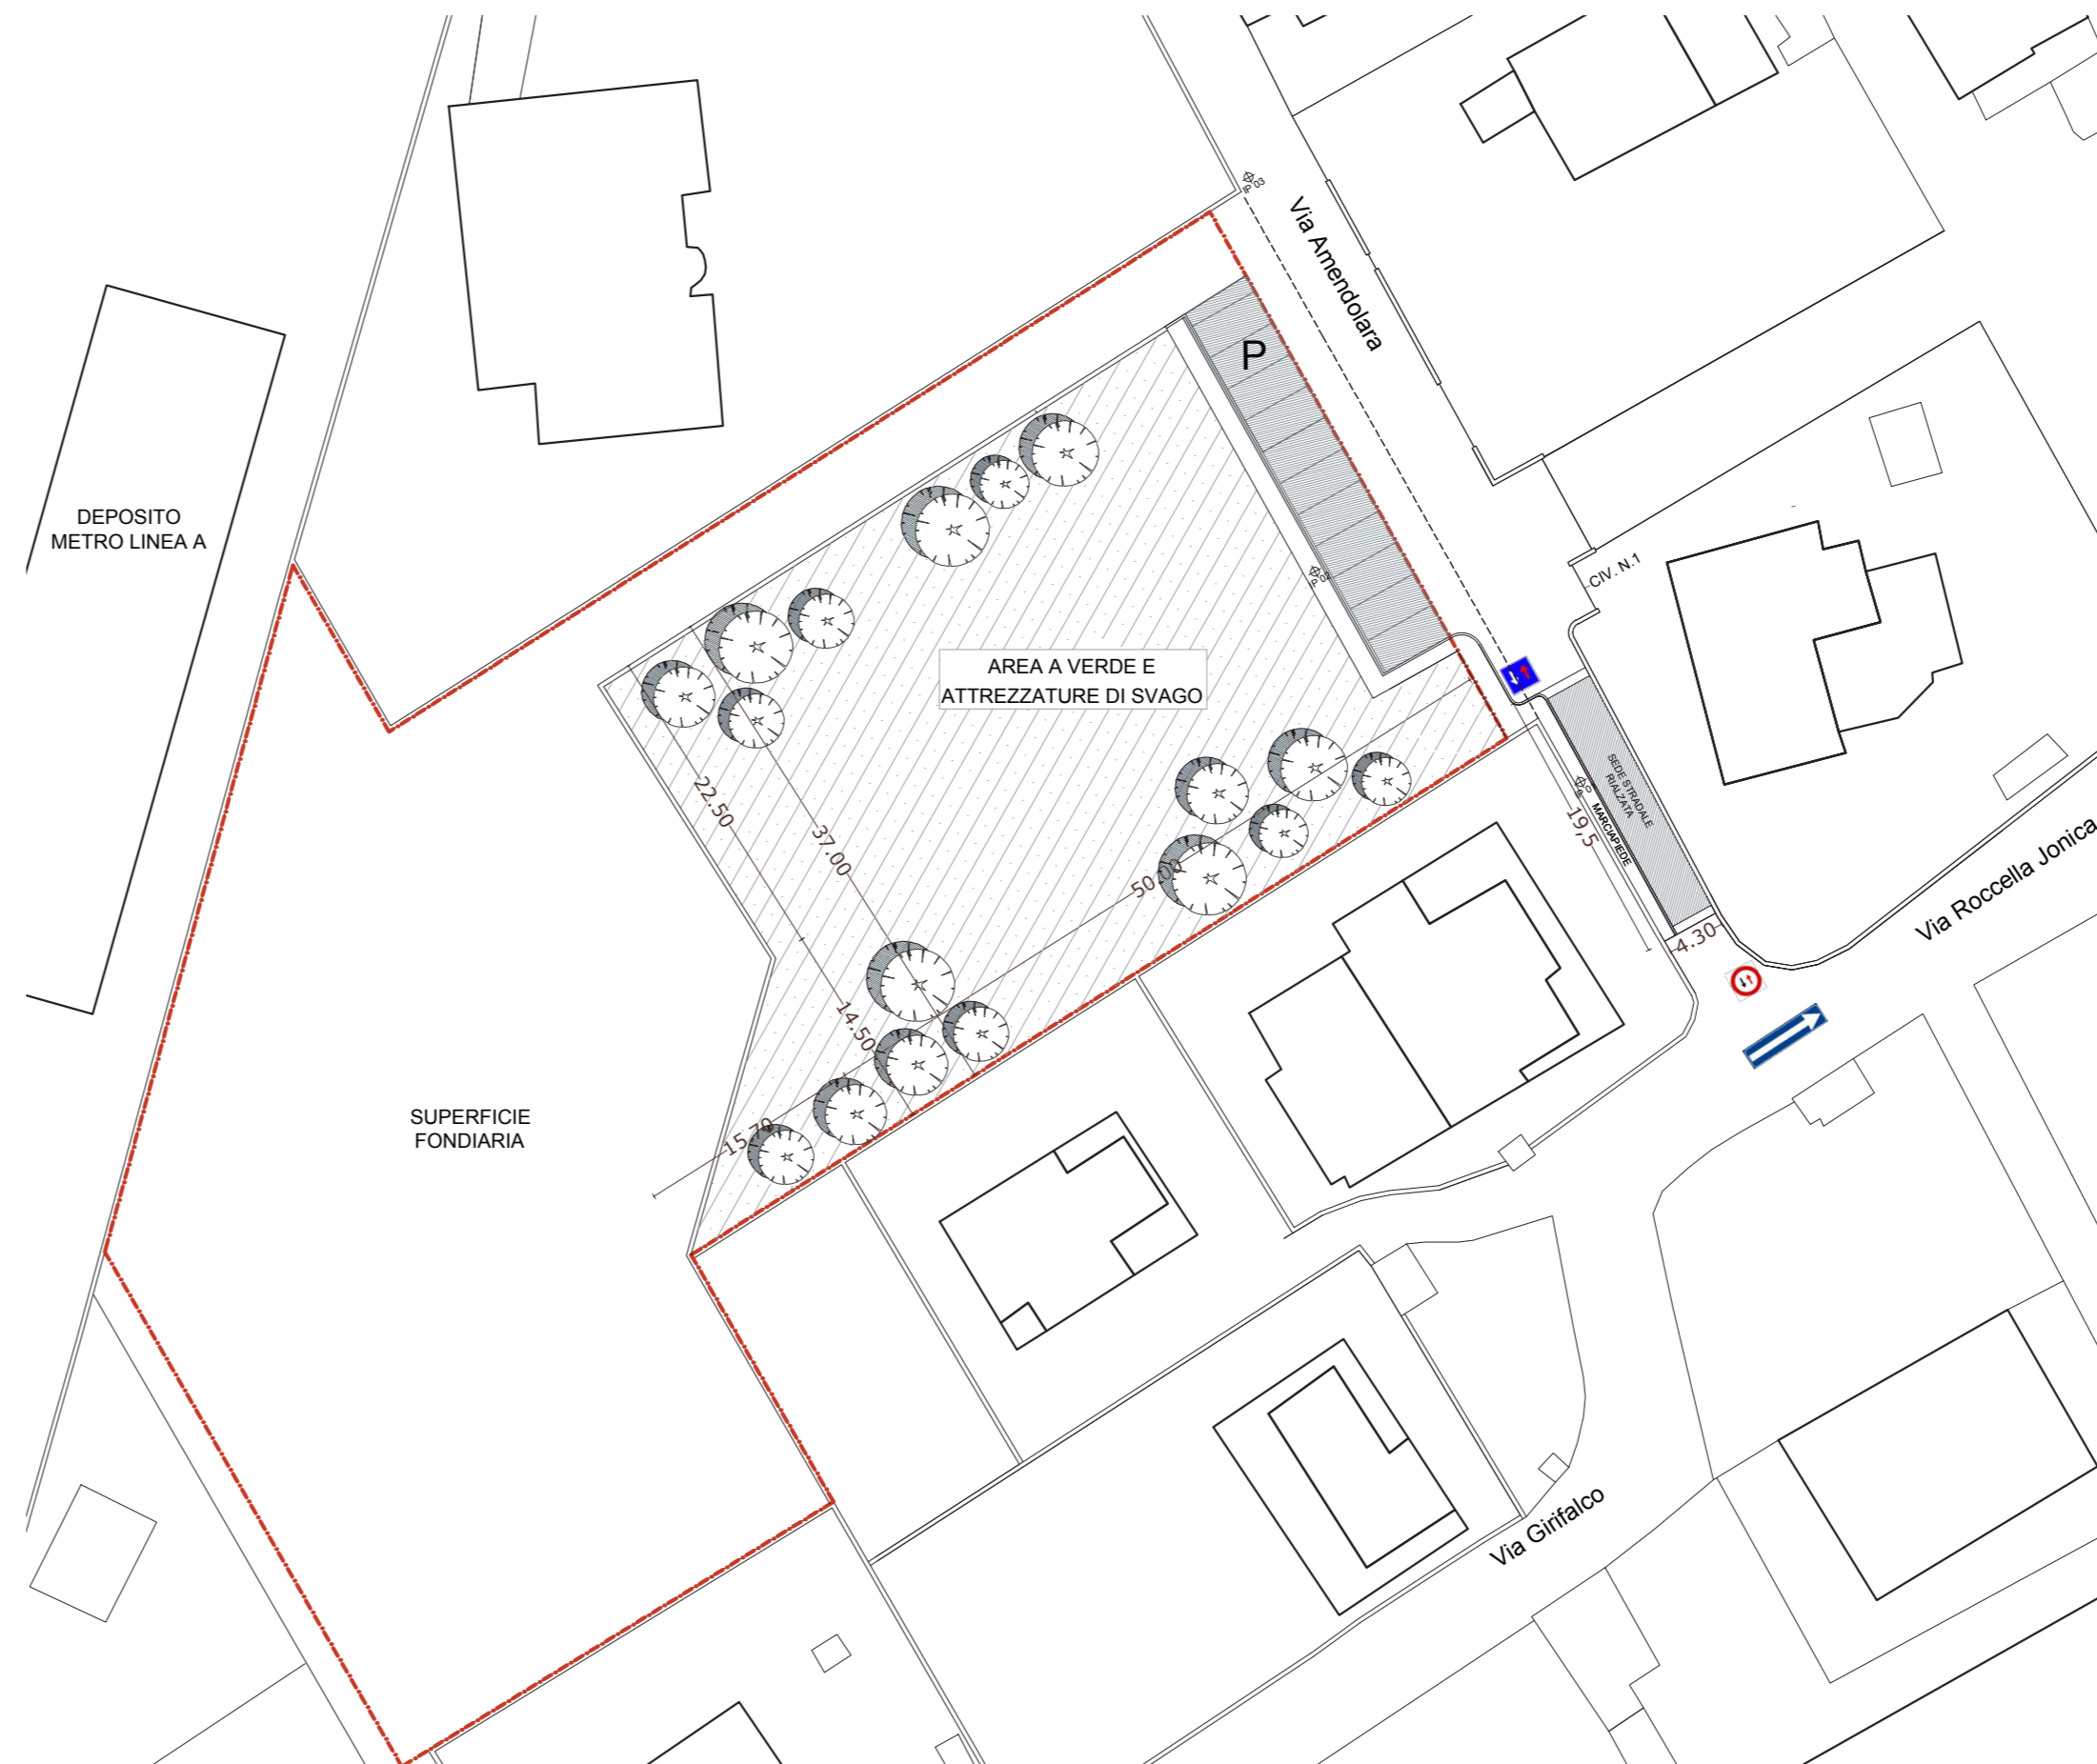 P 03
Via Amendolara
P
DEPOSITO
METRO LINEA A
CIV. N.1
AREA A VERDE E
ATTREZZATURE DI SVAGO
SEDE STRADALE
RIALZATA
MARCIAPIEDE
22.50
37.00
19,5
50.00
4.30
Via Roccella Jonica
14.50
SUPERFICIE
FONDIARIA
15.70
Via Girifalco